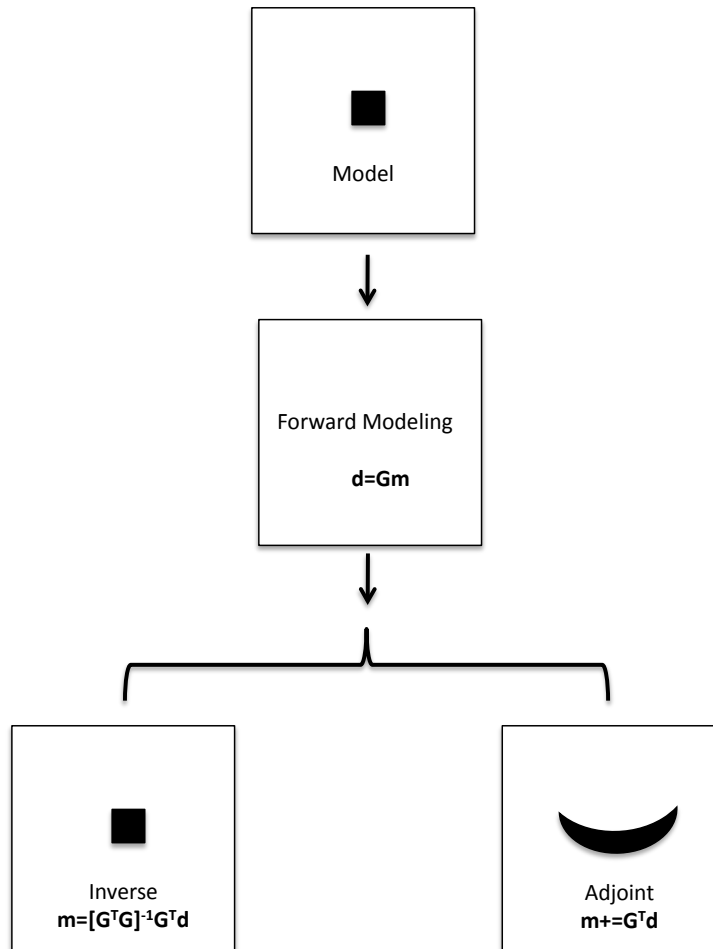 Model
Forward Modeling
d=Gm
Inverse
m=[GᵀG]⁻¹Gᵀd
Adjoint
m+=Gᵀd